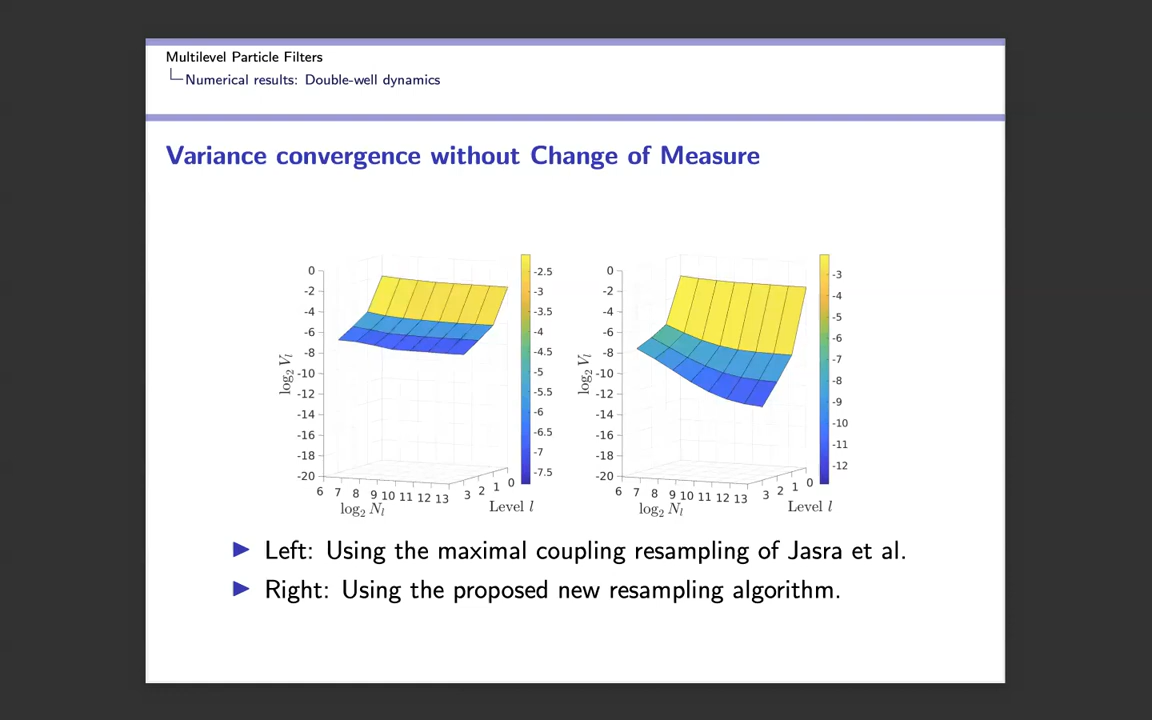 Multilevel Particle Filters
Numerical results: Double-well dynamics
Variance convergence without Change of Measure
0
-2
-4
-6
-8
-10
-12
-14
-16
-18
-20
log₂ Vₗ
6 7 8 9 10 11 12 13
log₂ Nₗ
3 2 1 0
Level l
-2.5
-3
-3.5
-4
-4.5
-5
-5.5
-6
-6.5
-7
-7.5
0
-2
-4
-6
-8
-10
-12
-14
-16
-18
-20
log₂ Vₗ
6 7 8 9 10 11 12 13
log₂ Nₗ
3 2 1 0
Level l
-3
-4
-5
-6
-7
-8
-9
-10
-11
-12
Left: Using the maximal coupling resampling of Jasra et al.
Right: Using the proposed new resampling algorithm.